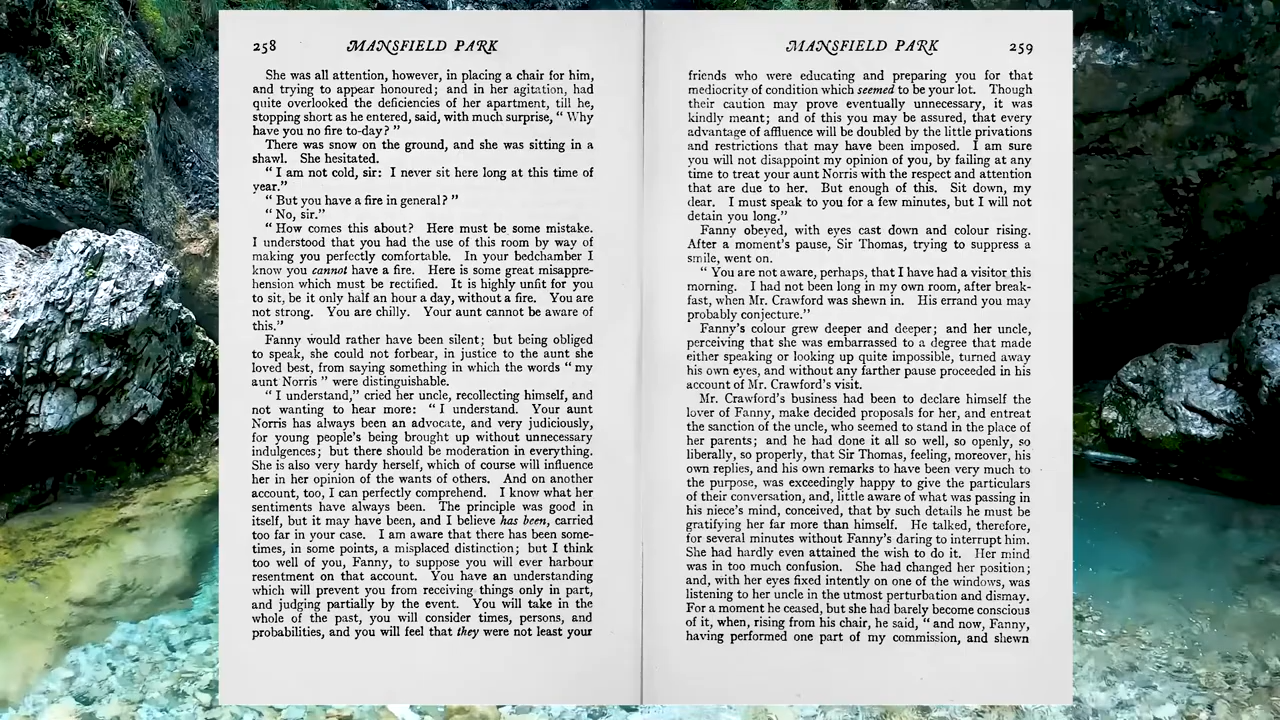 258 MANSFIELD PARK
She was all attention, however, in placing a chair for him,
and trying to appear honoured; and in her agitation, had
quite overlooked the deficiencies of her apartment, till he,
stopping short as he entered, said, with much surprise, “ Why
have you no fire to-day? ”
There was snow on the ground, and she was sitting in a
shawl. She hesitated.
“ I am not cold, sir: I never sit here long at this time of
year.”
“ But you have a fire in general? ”
“ No, sir.”
“ How comes this about? Here must be some mistake.
I understood that you had the use of this room by way of
making you perfectly comfortable. In your bedchamber I
know you cannot have a fire. Here is some great misappre-
hension which must be rectified. It is highly unfit for you
to sit, be it only half an hour a day, without a fire. You are
not strong. You are chilly. Your aunt cannot be aware of
this.”
Fanny would rather have been silent; but being obliged
to speak, she could not forbear, in justice to the aunt she
loved best, from saying something in which the words “ my
aunt Norris ” were distinguishable.
“ I understand,” cried her uncle, recollecting himself, and
not wanting to hear more: “ I understand. Your aunt
Norris has always been an advocate, and very judiciously,
for young people’s being brought up without unnecessary
indulgences; but there should be moderation in everything.
She is also very hardy herself, which of course will influence
her in her opinion of the wants of others. And on another
account, too, I can perfectly comprehend. I know what her
sentiments have always been. The principle was good in
itself, but it may have been, and I believe has been, carried
too far in your case. I am aware that there has been some-
times, in some points, a misplaced distinction; but I think
too well of you, Fanny, to suppose you will ever harbour
resentment on that account. You have an understanding
which will prevent you from receiving things only in part,
and judging partially by the event. You will take in the
whole of the past, you will consider times, persons, and
probabilities, and you will feel that they were not least your
MANSFIELD PARK 259
friends who were educating and preparing you for that
mediocrity of condition which seemed to be your lot. Though
their caution may prove eventually unnecessary, it was
kindly meant; and of this you may be assured, that every
advantage of affluence will be doubled by the little privations
and restrictions that may have been imposed. I am sure
you will not disappoint my opinion of you, by failing at any
time to treat your aunt Norris with the respect and attention
that are due to her. But enough of this. Sit down, my
dear. I must speak to you for a few minutes, but I will not
detain you long.”
Fanny obeyed, with eyes cast down and colour rising.
After a moment’s pause, Sir Thomas, trying to suppress a
smile, went on.
“ You are not aware, perhaps, that I have had a visitor this
morning. I had not been long in my own room, after break-
fast, when Mr. Crawford was shewn in. His errand you may
probably conjecture.”
Fanny’s colour grew deeper and deeper; and her uncle,
perceiving that she was embarrassed to a degree that made
either speaking or looking up quite impossible, turned away
his own eyes, and without any farther pause proceeded in his
account of Mr. Crawford’s visit.
Mr. Crawford’s business had been to declare himself the
lover of Fanny, make decided proposals for her, and entreat
the sanction of the uncle, who seemed to stand in the place of
her parents; and he had done it all so well, so openly, so
liberally, so properly, that Sir Thomas, feeling, moreover, his
own replies, and his own remarks to have been very much to
the purpose, was exceedingly happy to give the particulars
of their conversation, and, little aware of what was passing in
his niece’s mind, conceived, that by such details he must be
gratifying her far more than himself. He talked, therefore,
for several minutes without Fanny’s daring to interrupt him.
She had hardly even attained the wish to do it. Her mind
was in too much confusion. She had changed her position;
and, with her eyes fixed intently on one of the windows, was
listening to her uncle in the utmost perturbation and dismay.
For a moment he ceased, but she had barely become conscious
of it, when, rising from his chair, he said, “ and now, Fanny,
having performed one part of my commission, and shewn